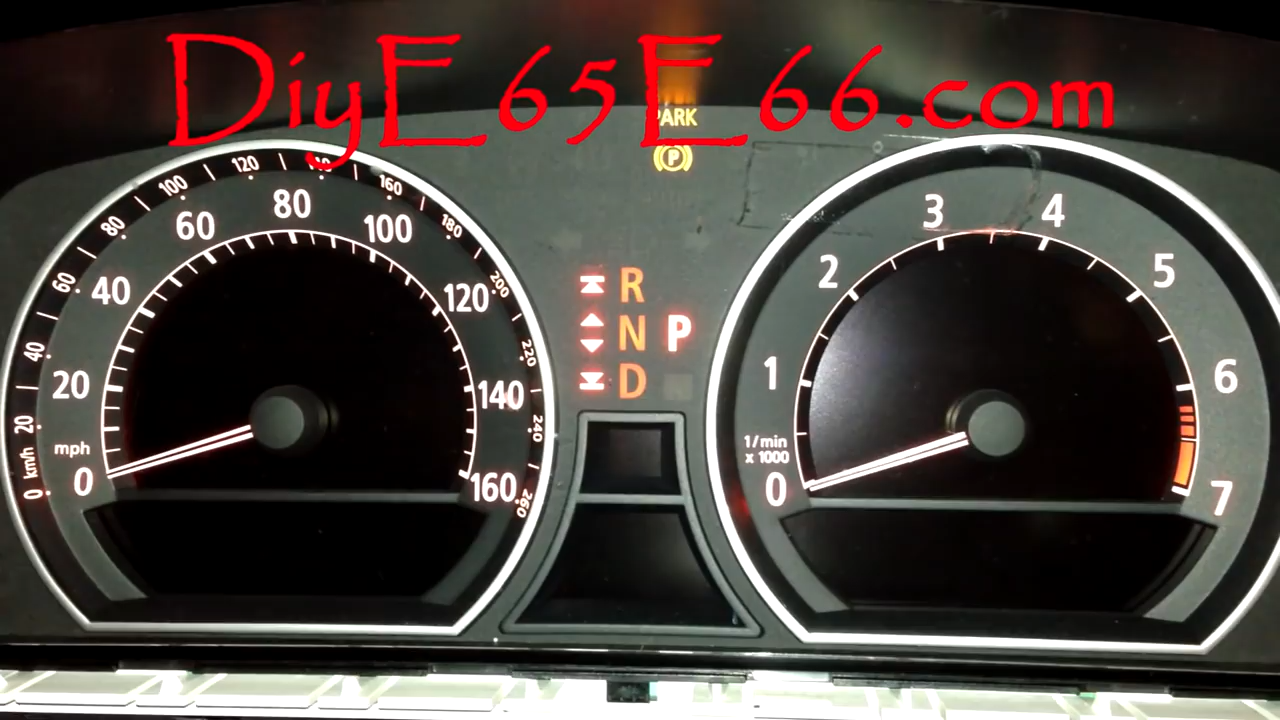 DiyE65E66.com
PARK
P
km/h
0 20 40 60 80 100 120 140 160 180 200 220 240 260
mph
0 20 40 60 80 100 120 140 160
R
N P
D
1/min
x 1000
0 1 2 3 4 5 6 7